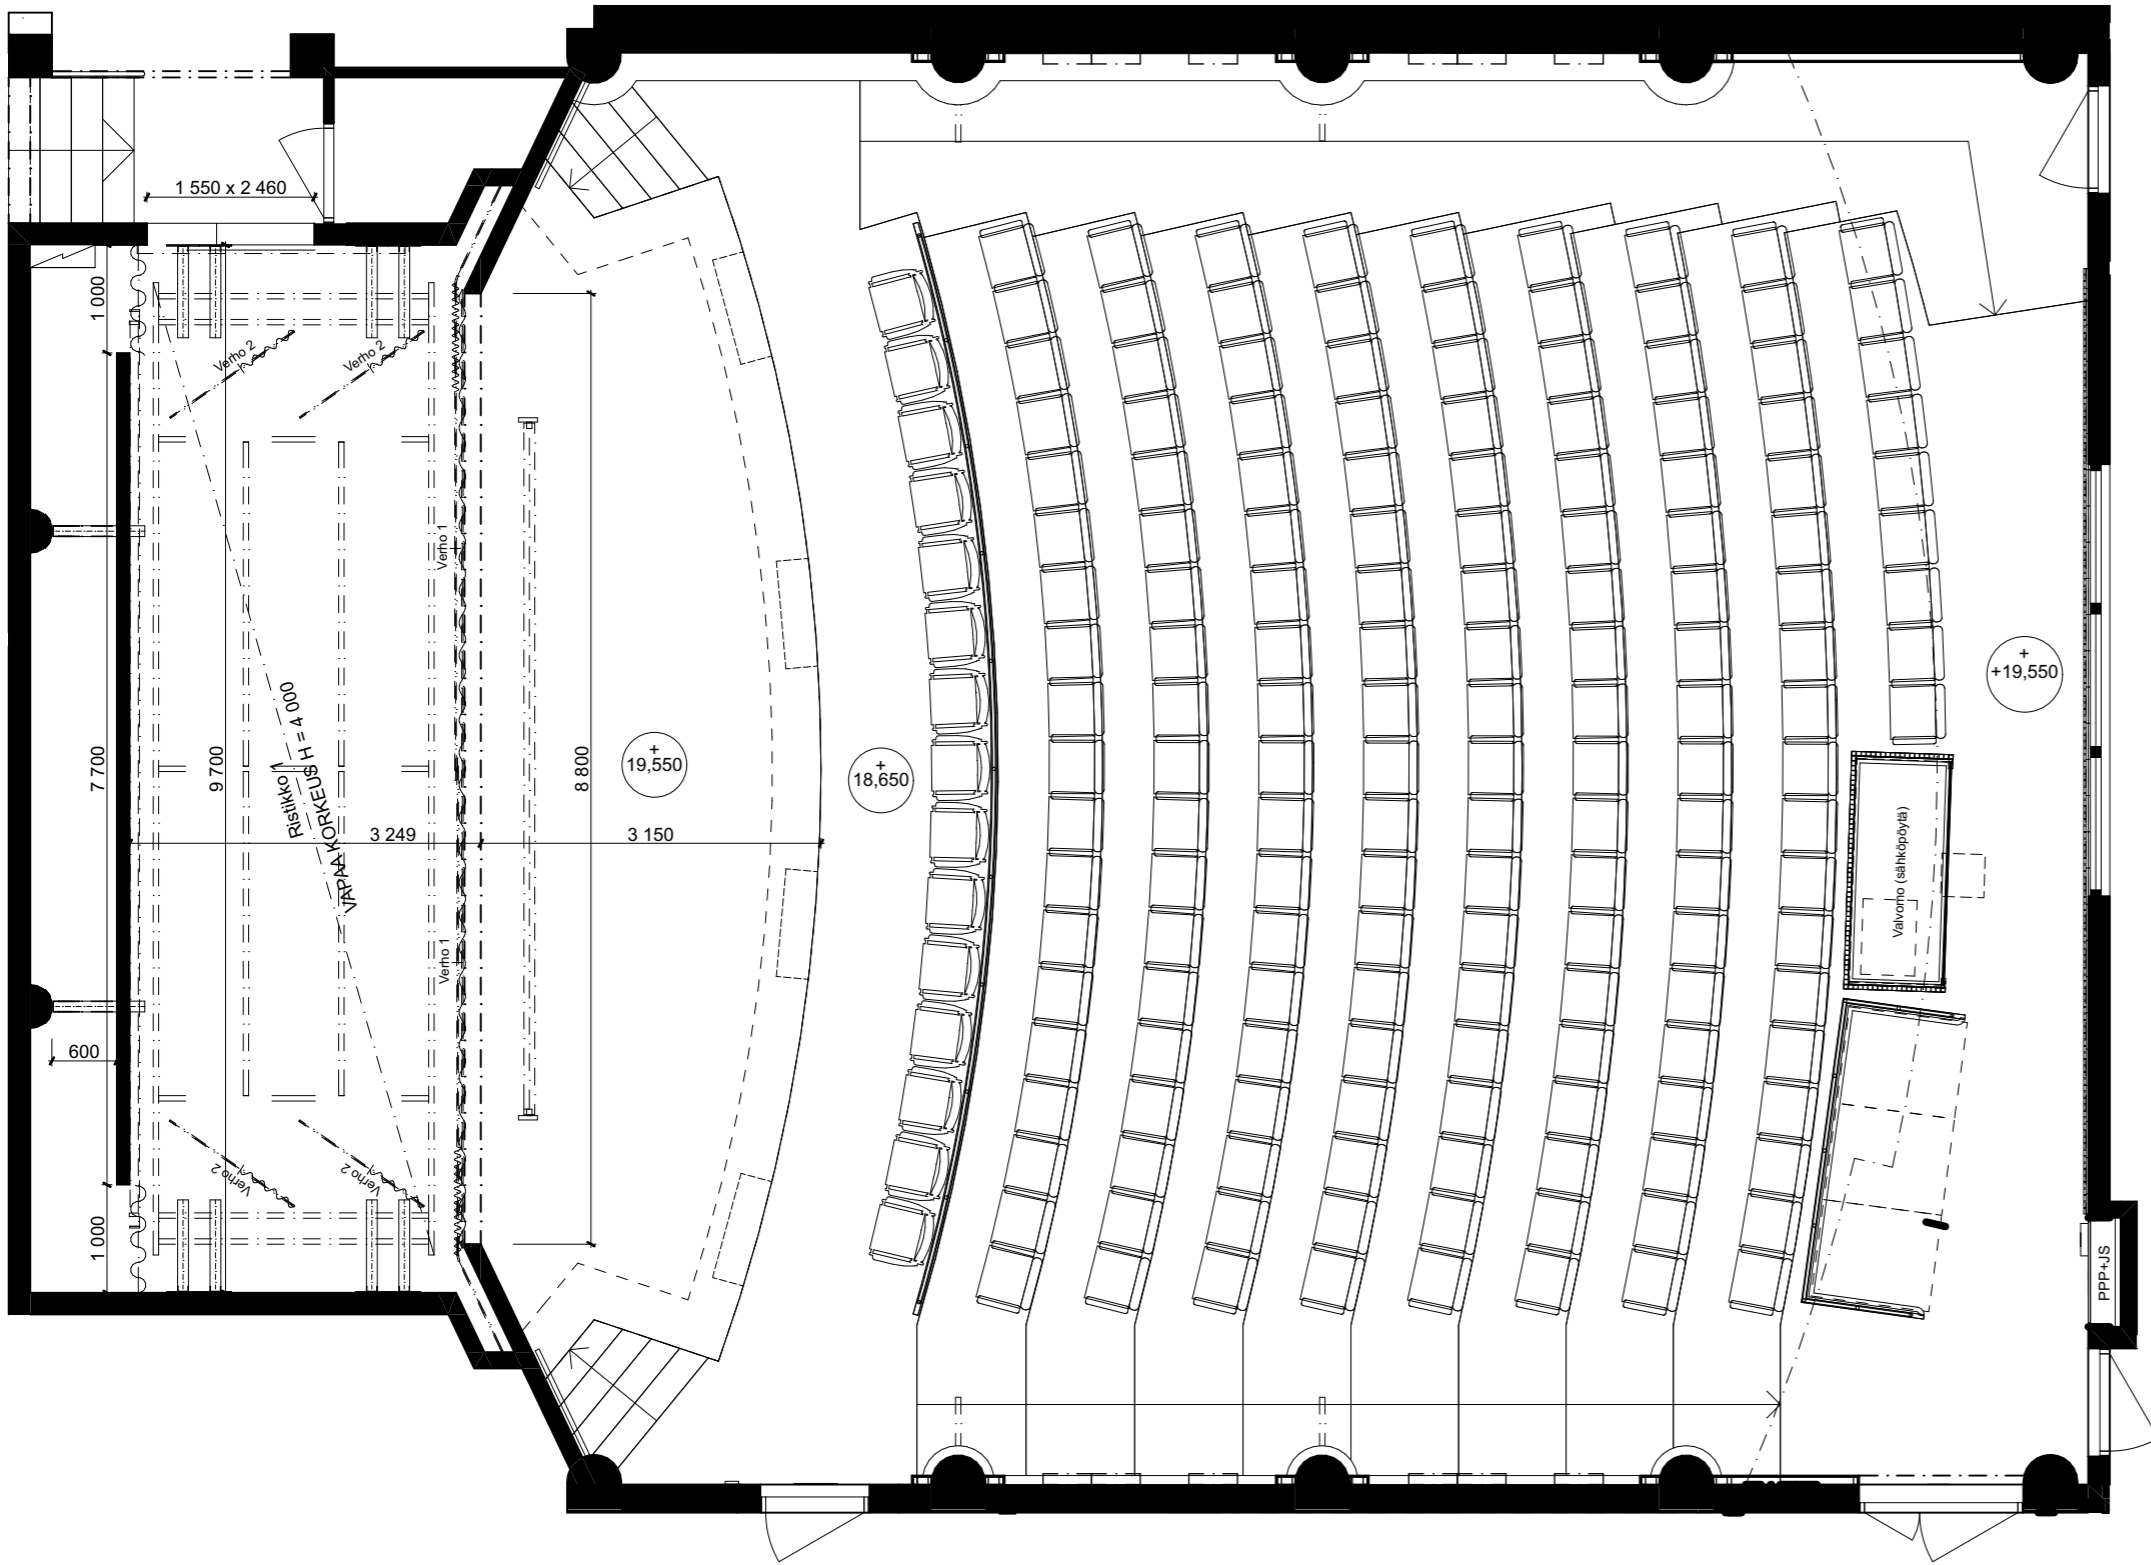 1 550 x 2 460
1 000
Verho 2
Verho 2
Verho 1
7 700
9 700
Ristikko 1
VAPAA KORKEUS H = 4 000
8 800
+
19,550
+
18,650
+
+19,550
3 249
3 150
Valvomo (sähköpöytä)
Verho 1
600
Verho 2
Verho 2
1 000
PPP+JS